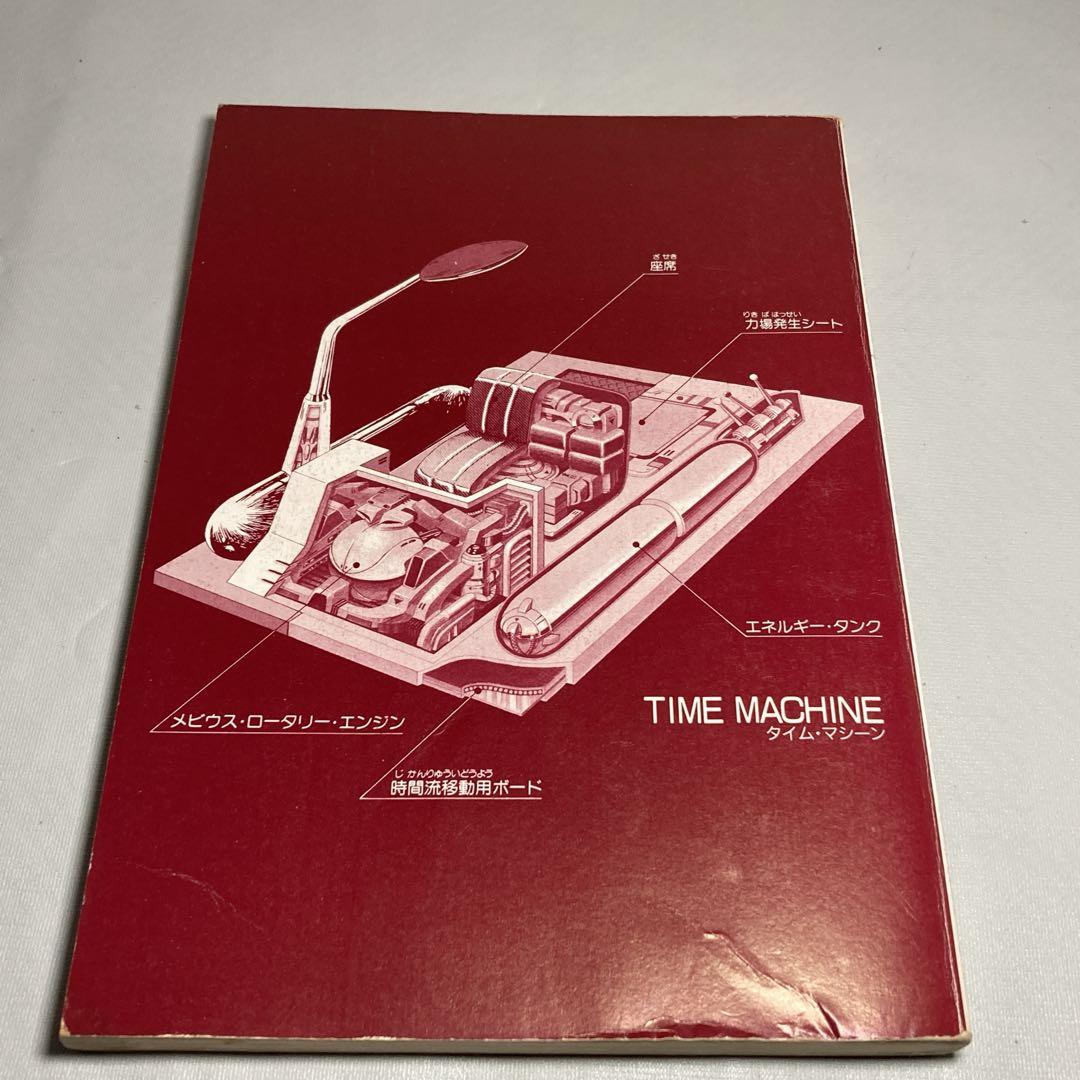 ざせき
座席
りきばはっせい
力場発生シート
エネルギー・タンク
TIME MACHINE
タイム・マシーン
メビウス・ロータリー・エンジン
じかんりゅういどうよう
時間流移動用ボード